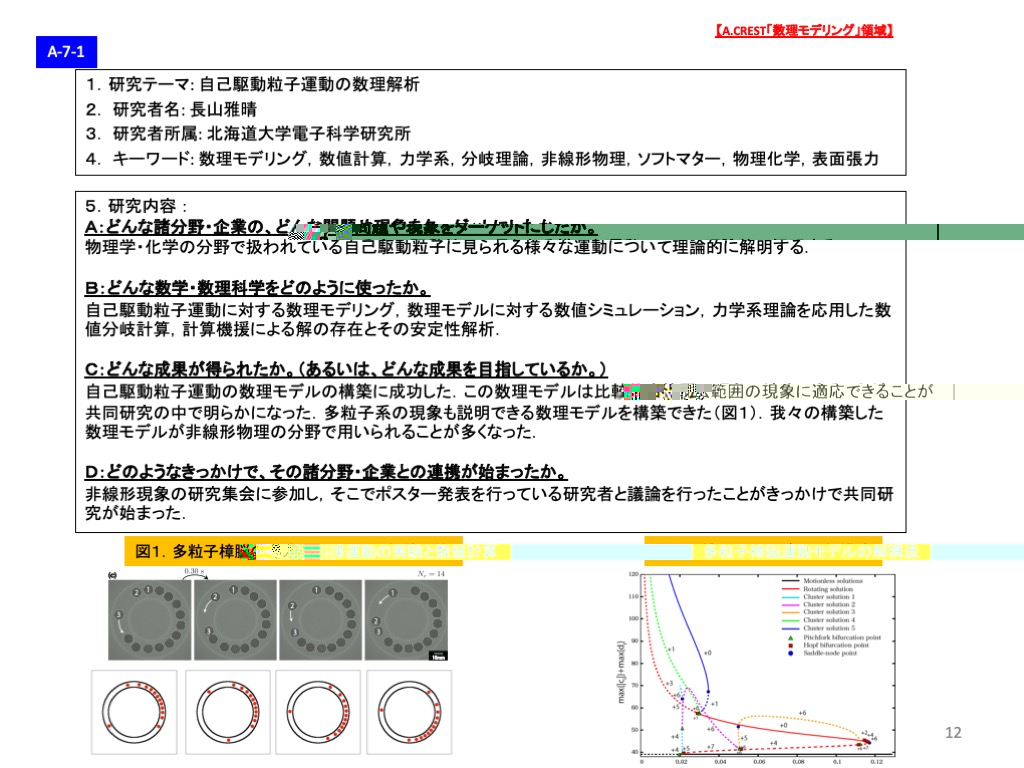 【A.CREST「数理モデリング」領域】
A-7-1
１．研究テーマ：自己駆動粒子運動の数理解析
２．研究者名：長山雅晴
３．研究者所属：北海道大学電子科学研究所
４．キーワード：数理モデリング，数値計算，力学系，分岐理論，非線形物理，ソフトマター，物理化学，表面張力
５．研究内容：
Ａ：どんな諸分野・企業の、どんな
物理学・化学の分野で扱われている自己駆動粒子に見られる様々な運動について理論的に解明する．
Ｂ：どんな数学・数理科学をどのように使ったか。
自己駆動粒子運動に対する数理モデリング，数理モデルに対する数値シミュレーション，力学系理論を応用した数
値分岐計算，計算機援による解の存在とその安定性解析．
Ｃ：どんな成果が得られたか。（あるいは、どんな成果を目指しているか。）
自己駆動粒子運動の数理モデルの構築に成功した．この数理モデルは比較 範囲の現象に適応できることが
共同研究の中で明らかになった．多粒子系の現象も説明できる数理モデルを構築できた（図１）．我々の構築した
数理モデルが非線形物理の分野で用いられることが多くなった．
Ｄ：どのようなきっかけで、その諸分野・企業との連携が始まったか。
非線形現象の研究集会に参加し，そこでポスター発表を行っている研究者と議論を行ったことがきっかけで共同研
究が始まった．
図１．多粒子樟脳
(c)
0.30 s
N_r = 14
1 2 3
1 2 3
1 2 3
1 2 3
10mm
max(|c_i|)+max(d_i)
120
110
100
90
80
70
60
50
40
0 0.02 0.04 0.06 0.08 0.1 0.12
Motionless solutions
Rotating solution
Cluster solution 1
Cluster solution 2
Cluster solution 3
Cluster solution 4
Cluster solution 5
Pitchfork bifurcation point
Hopf bifurcation point
Saddle-node point
+1
+0
+3
+1
+6
+0
+6
+5
+7
+4
12